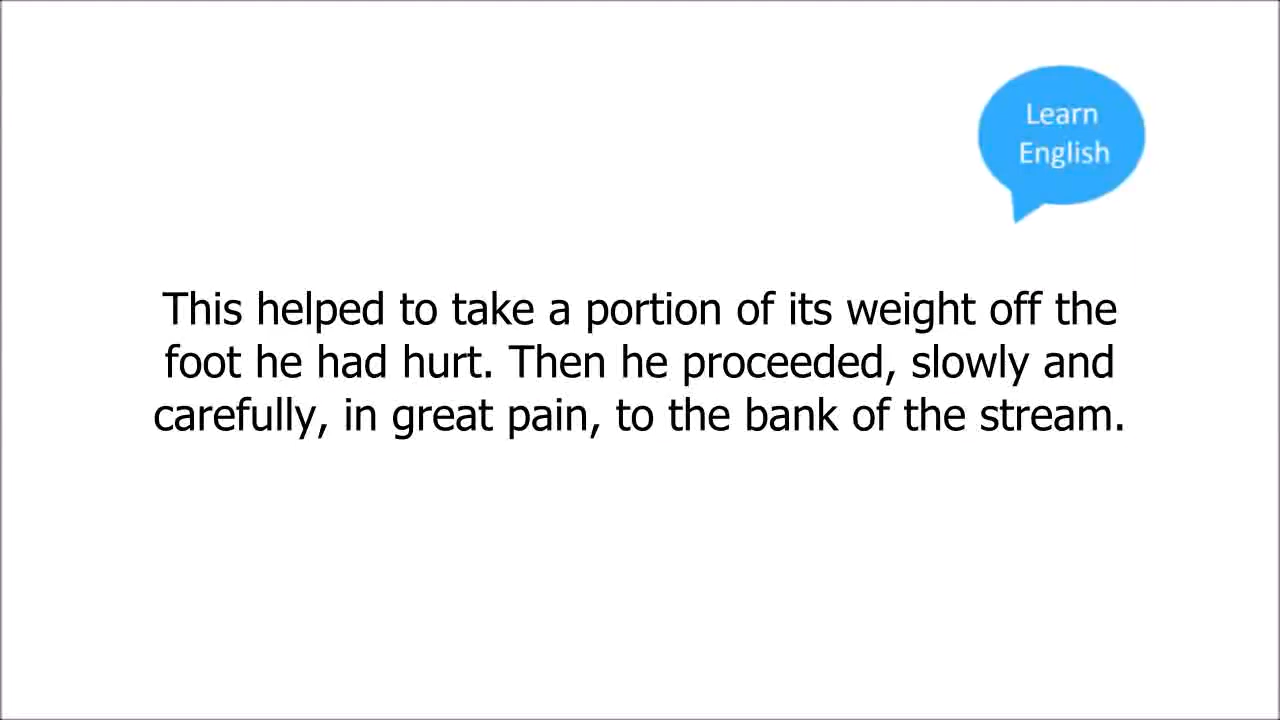 Learn
English
This helped to take a portion of its weight off the
foot he had hurt. Then he proceeded, slowly and
carefully, in great pain, to the bank of the stream.